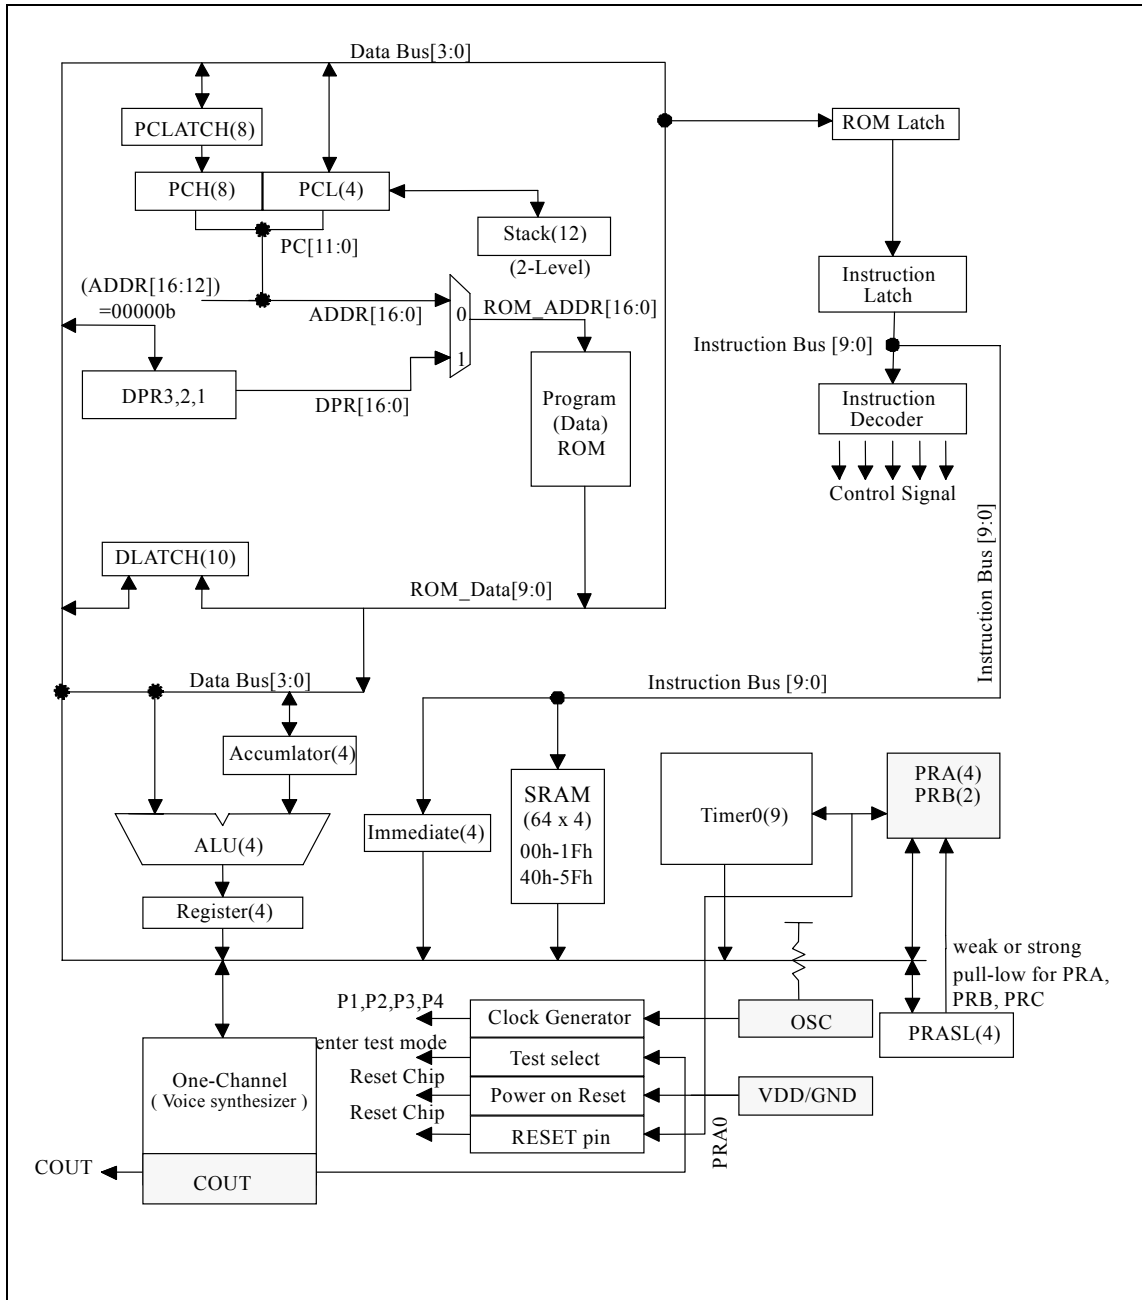 Data Bus[3:0]
PCLATCH(8)
ROM Latch
PCH(8)
PCL(4)
Stack(12)
(2-Level)
PC[11:0]
(ADDR[16:12])
=00000b
ADDR[16:0]
0
1
ROM_ADDR[16:0]
Instruction
Latch
Instruction Bus [9:0]
DPR3,2,1
DPR[16:0]
Program
(Data)
ROM
Instruction
Decoder
Control Signal
Instruction Bus [9:0]
DLATCH(10)
ROM_Data[9:0]
Data Bus[3:0]
Instruction Bus [9:0]
Accumlator(4)
ALU(4)
Register(4)
Immediate(4)
SRAM
(64 x 4)
00h-1Fh
40h-5Fh
Timer0(9)
PRA(4)
PRB(2)
weak or strong
pull-low for PRA,
PRB, PRC
PRASL(4)
P1,P2,P3,P4
Clock Generator
OSC
enter test mode
Test select
Reset Chip
Power on Reset
VDD/GND
Reset Chip
RESET pin
PRA0
One-Channel
( Voice synthesizer )
COUT
COUT